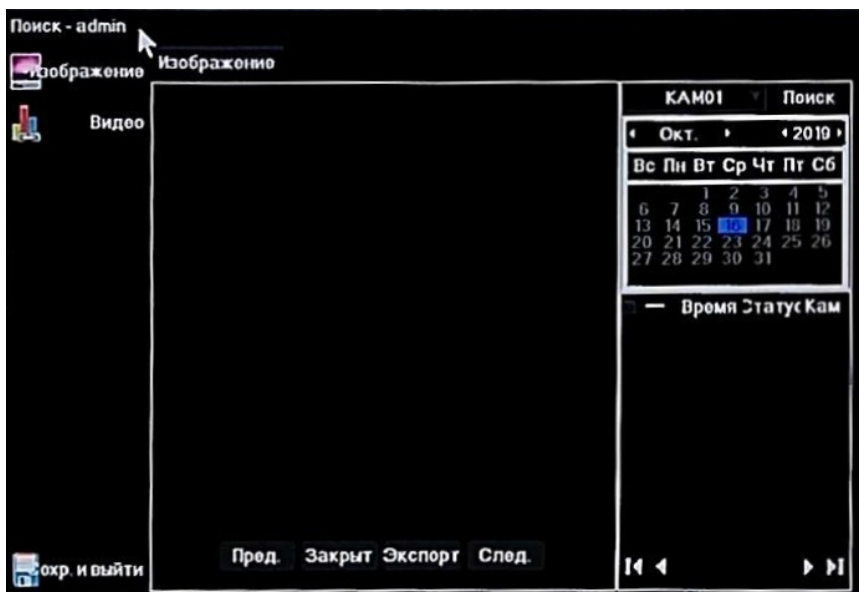 Поиск - admin
Изображение
Изображение
Видео
КАМ01 Поиск
Окт. 2019
Вс Пн Вт Ср Чт Пт Сб
1 2 3 4 5
6 7 8 9 10 11 12
13 14 15 16 17 18 19
20 21 22 23 24 25 26
27 28 29 30 31
Время Статус Кам
Пред. Закрыт Экспорт След.
Сохр. и выйти